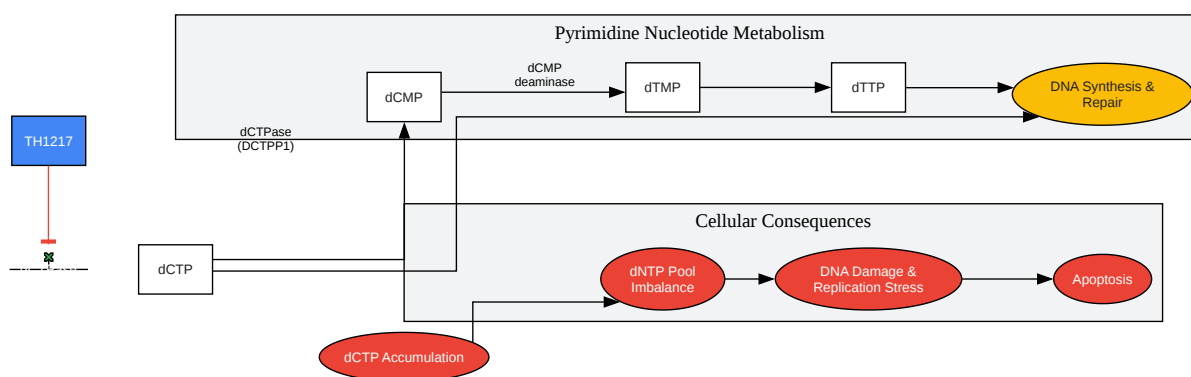 Pyrimidine Nucleotide Metabolism
dCMP
dCMP
deaminase
dTMP
dTTP
DNA Synthesis &
Repair
TH1217
dCTPase
(DCTPP1)
Cellular Consequences
dCTP
dNTP Pool
Imbalance
DNA Damage &
Replication Stress
Apoptosis
dCTP Accumulation